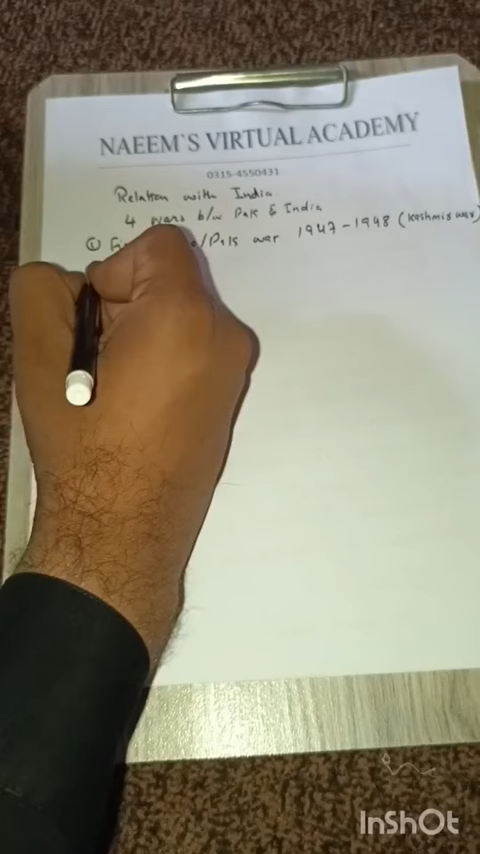 NAEEM`S VIRTUAL ACADEMY
0315-4550431
Relation with India
4 wars b/w Pak & India
① /Pak war 1947-1948 (Kashmir war)
InShOt